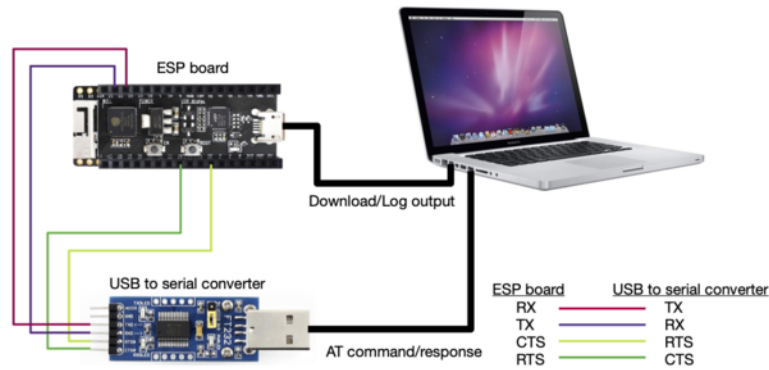 ESP board
Download/Log output
USB to serial converter
FT232
AT command/response
ESP board USB to serial converter
RX TX
TX RX
CTS RTS
RTS CTS